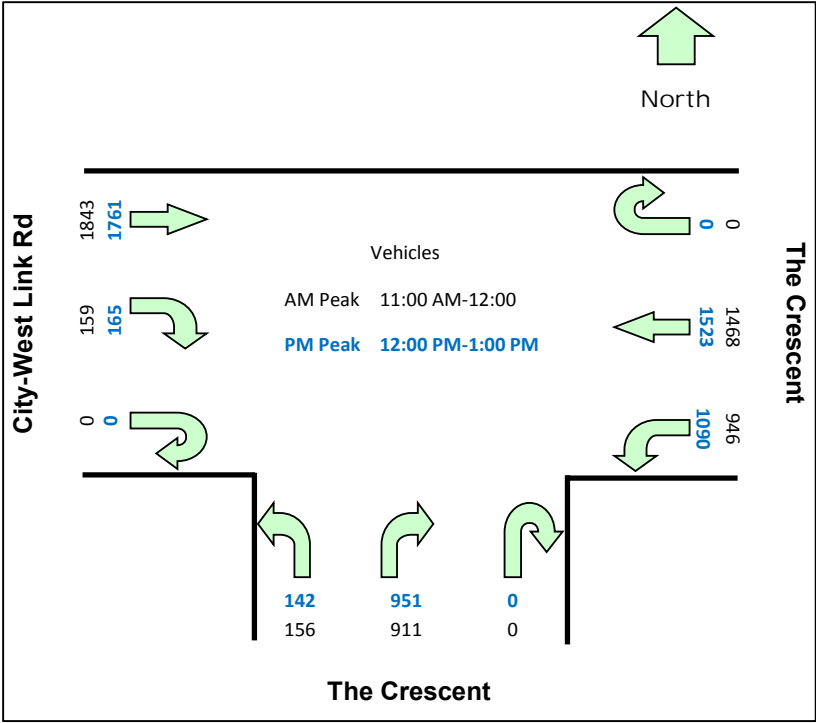 North
City-West Link Rd
1843
1761
159
165
0
0
Vehicles
AM Peak 11:00 AM-12:00
PM Peak 12:00 PM-1:00 PM
0
0
1523
1468
1090
946
The Crescent
142 951 0
156 911 0
The Crescent